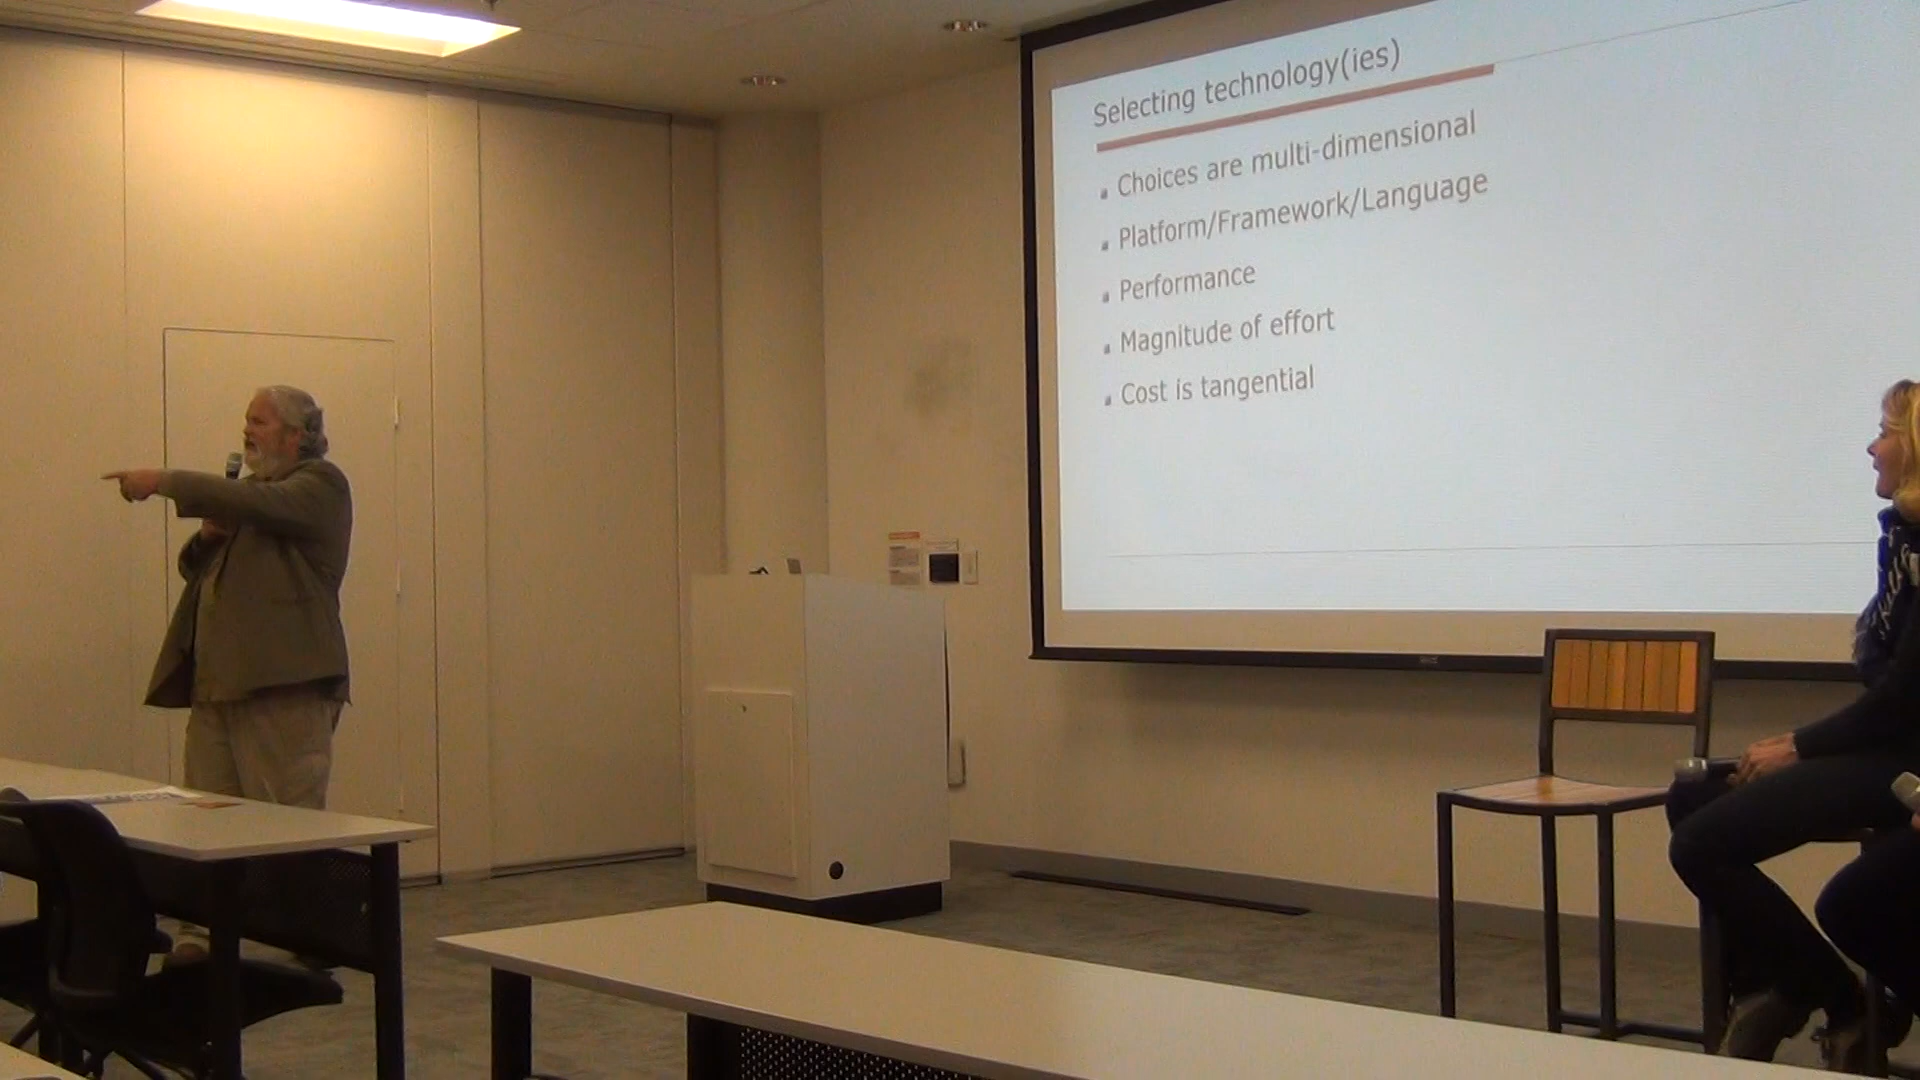 Selecting technology(ies)
Choices are multi-dimensional
Platform/Framework/Language
Performance
Magnitude of effort
Cost is tangential